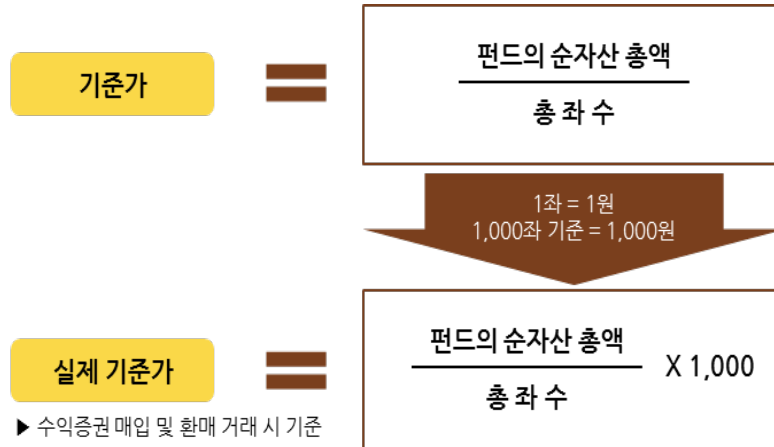 기준가
펀드의 순자산 총액
총 좌 수
1좌 = 1원
1,000좌 기준 = 1,000원
실제 기준가
펀드의 순자산 총액
총 좌 수
X 1,000
▶ 수익증권 매입 및 환매 거래 시 기준